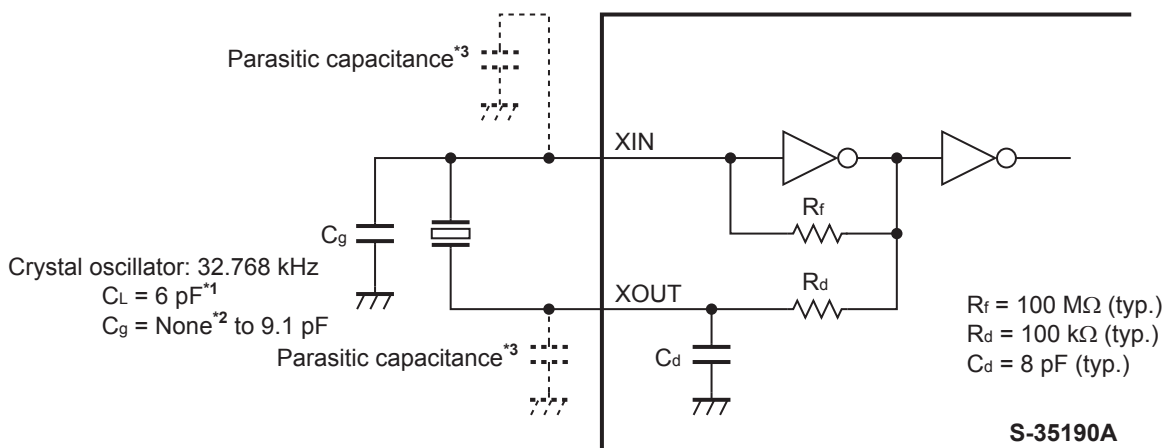 Parasitic capacitance*3
XIN
Cg
Rf
Crystal oscillator: 32.768 kHz
CL = 6 pF*1
Cg = None*2 to 9.1 pF
XOUT
Rd
Parasitic capacitance*3
Cd
Rf = 100 MΩ (typ.)
Rd = 100 kΩ (typ.)
Cd = 8 pF (typ.)
S-35190A